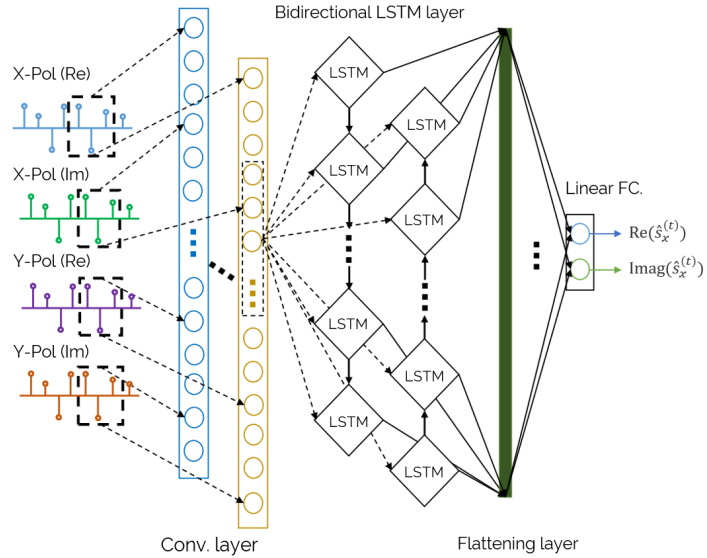 Bidirectional LSTM layer
X-Pol (Re)
X-Pol (Im)
Y-Pol (Re)
Y-Pol (Im)
LSTM
LSTM
LSTM
LSTM
LSTM
LSTM
LSTM
LSTM
Linear FC.
Re(ŝₓ⁽ᵗ⁾)
Imag(ŝₓ⁽ᵗ⁾)
Conv. layer
Flattening layer